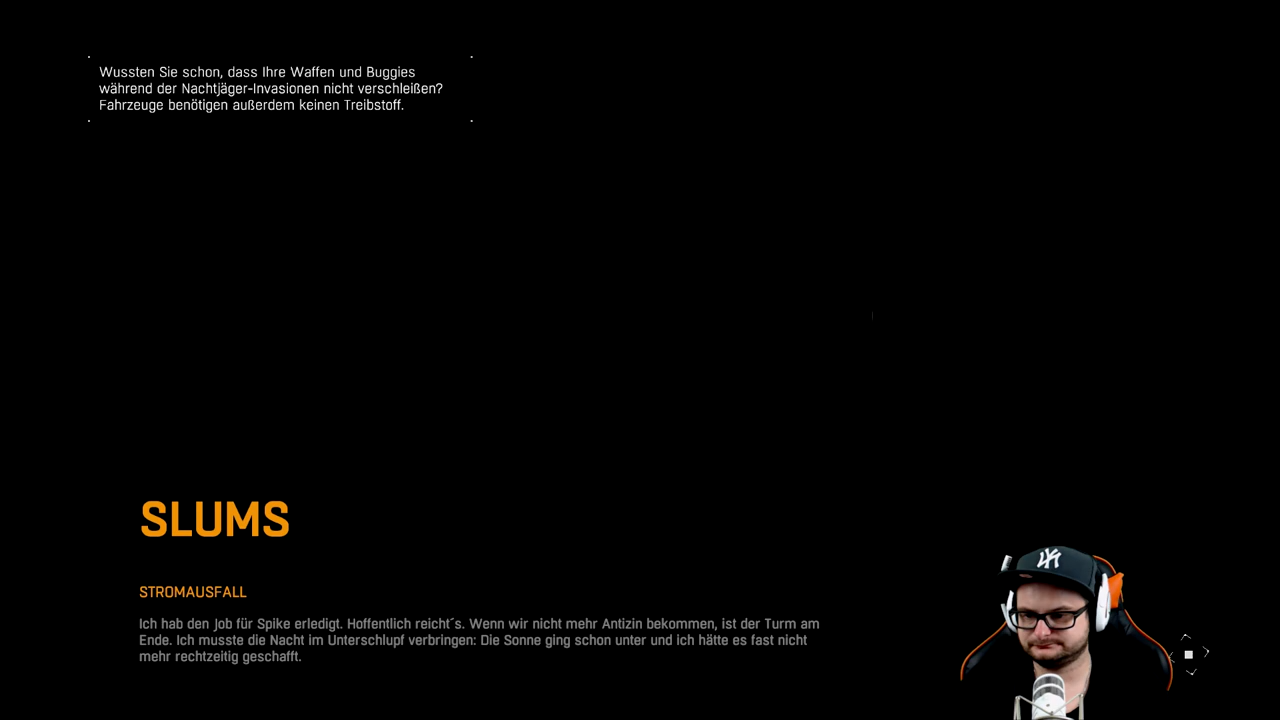 Wussten Sie schon, dass Ihre Waffen und Buggies
während der Nachtjäger-Invasionen nicht verschleißen?
Fahrzeuge benötigen außerdem keinen Treibstoff.
SLUMS
STROMAUSFALL
Ich hab den Job für Spike erledigt. Hoffentlich reicht´s. Wenn wir nicht mehr Antizin bekommen, ist der Turm am
Ende. Ich musste die Nacht im Unterschlupf verbringen: Die Sonne ging schon unter und ich hätte es fast nicht
mehr rechtzeitig geschafft.
NY